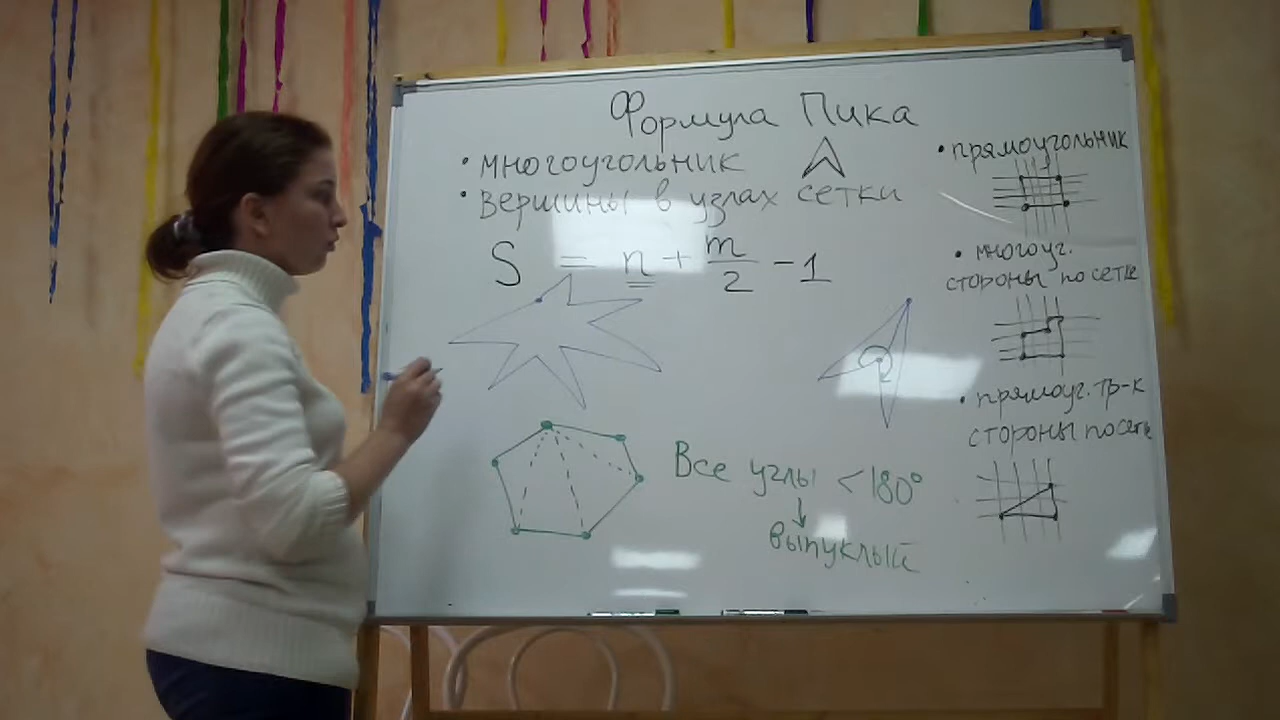 Формула Пика
• многоугольник
• вершины в узлах сетки
S = n + m/2 - 1
Все углы < 180°
выпуклый
• прямоугольник
• многоуг.
стороны по сетке
• прямоуг. тр-к
стороны по сетке